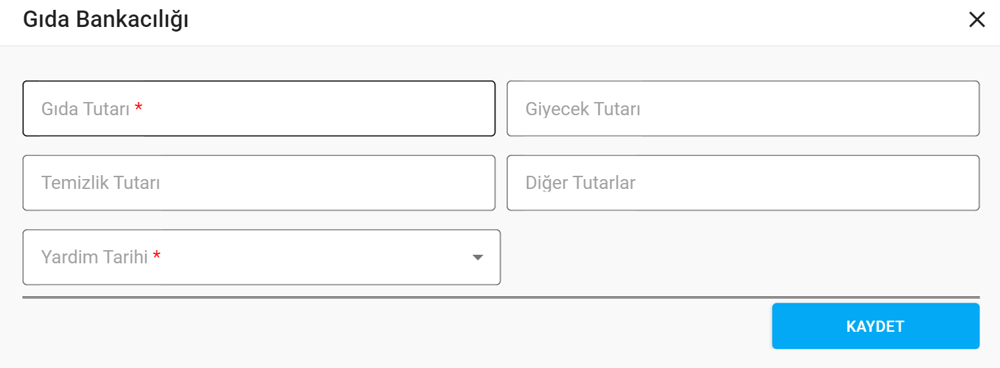 Gıda Bankacılığı
Gıda Tutarı *
Giyecek Tutarı
Temizlik Tutarı
Diğer Tutarlar
Yardim Tarihi *
KAYDET